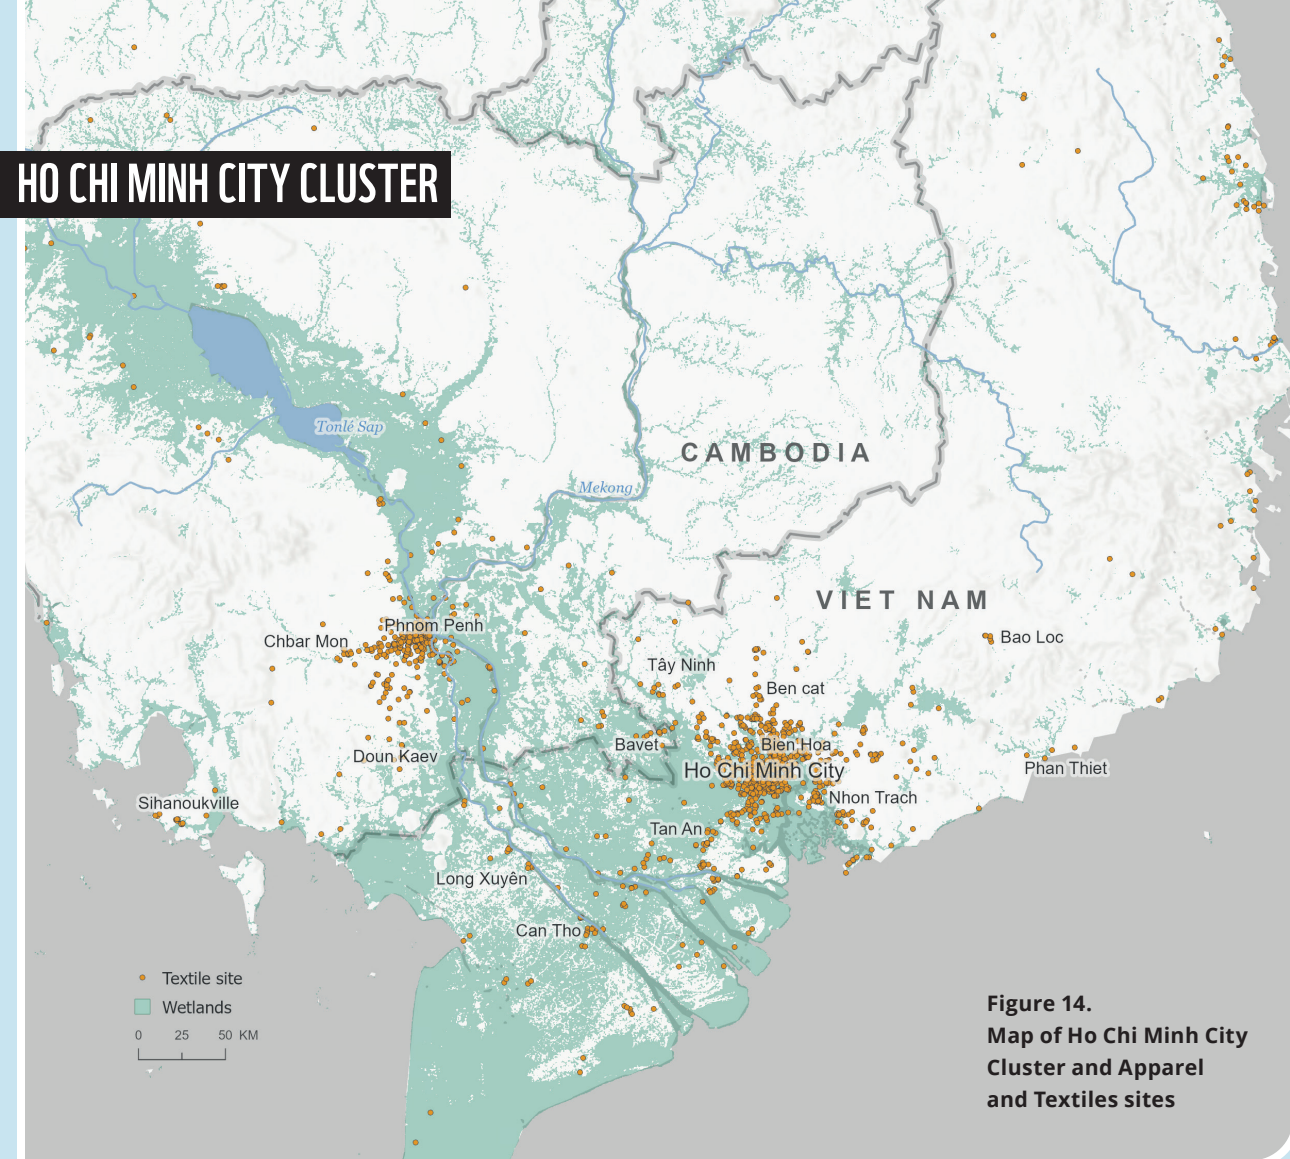 HO CHI MINH CITY CLUSTER
Tonlé Sap
CAMBODIA
Mekong
VIET NAM
Phnom Penh
Chbar Mon
Bao Loc
Tây Ninh
Ben cat
Bavet
Bien Hoa
Doun Kaev
Ho Chi Minh City
Phan Thiet
Sihanoukville
Nhon Trach
Tan An
Long Xuyên
Can Tho
Textile site
Wetlands
0 25 50 KM
Figure 14.
Map of Ho Chi Minh City
Cluster and Apparel
and Textiles sites